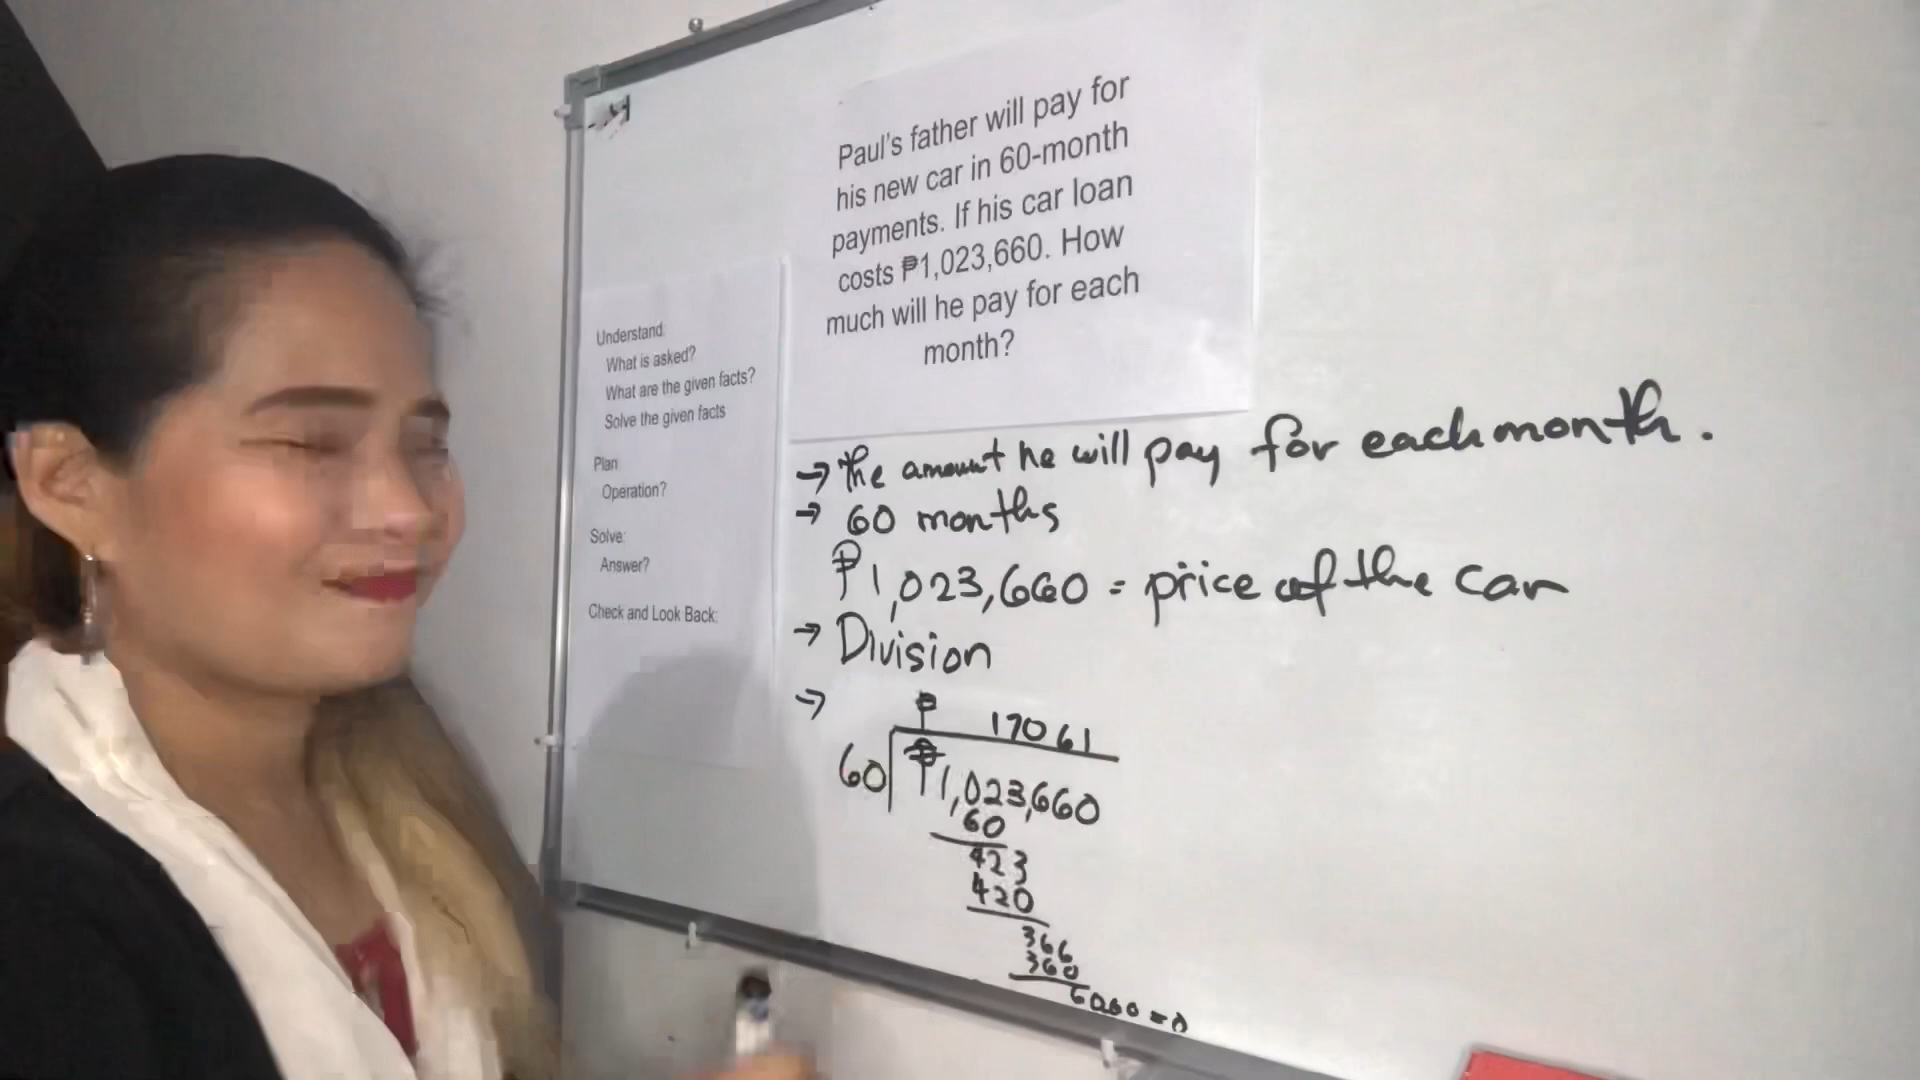 Paul's father will pay for
his new car in 60-month
payments. If his car loan
costs ₱1,023,660. How
much will he pay for each
month?
Understand:
What is asked?
What are the given facts?
Solve the given facts
Plan
Operation?
Solve:
Answer?
Check and Look Back:
→ The amount he will pay for each month.
→ 60 months
₱1,023,660 = price of the car
→ Division
→ ₱ 17061
60 ₱1,023,660
60
423
420
366
360